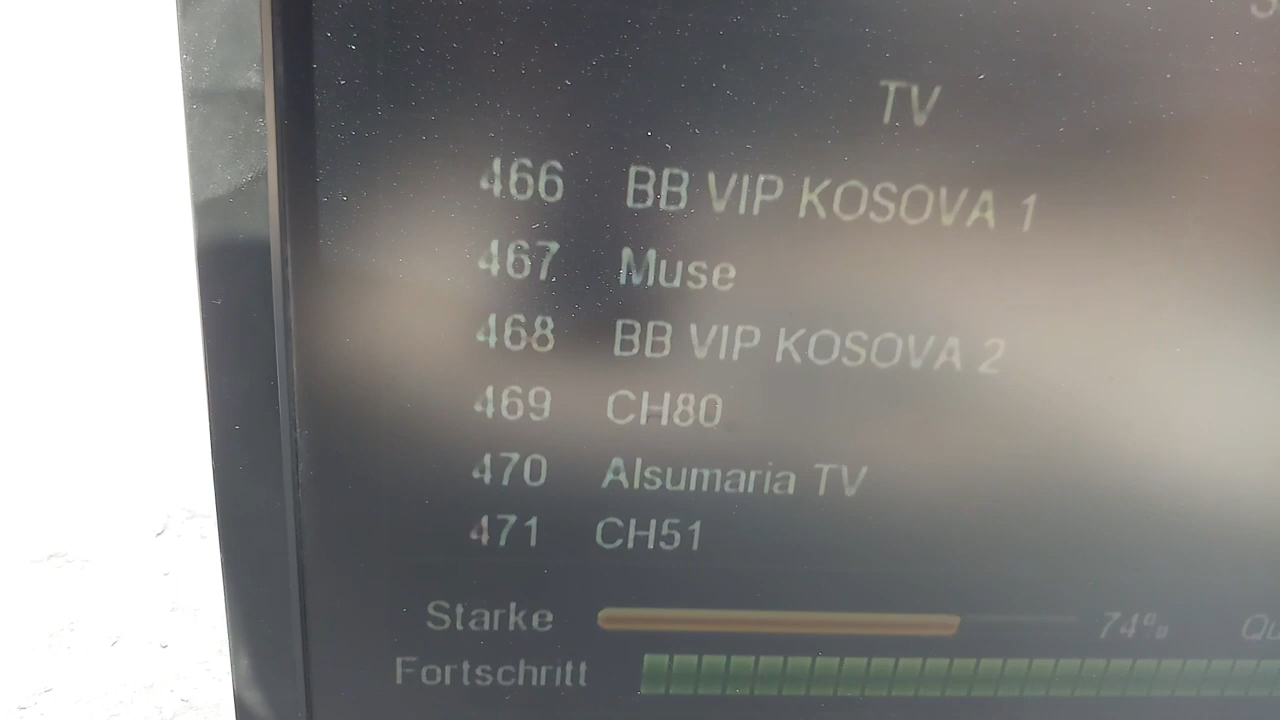 TV
466 BB VIP KOSOVA 1
467 Muse
468 BB VIP KOSOVA 2
469 CH80
470 Alsumaria TV
471 CH51
Starke 74%
Fortschritt